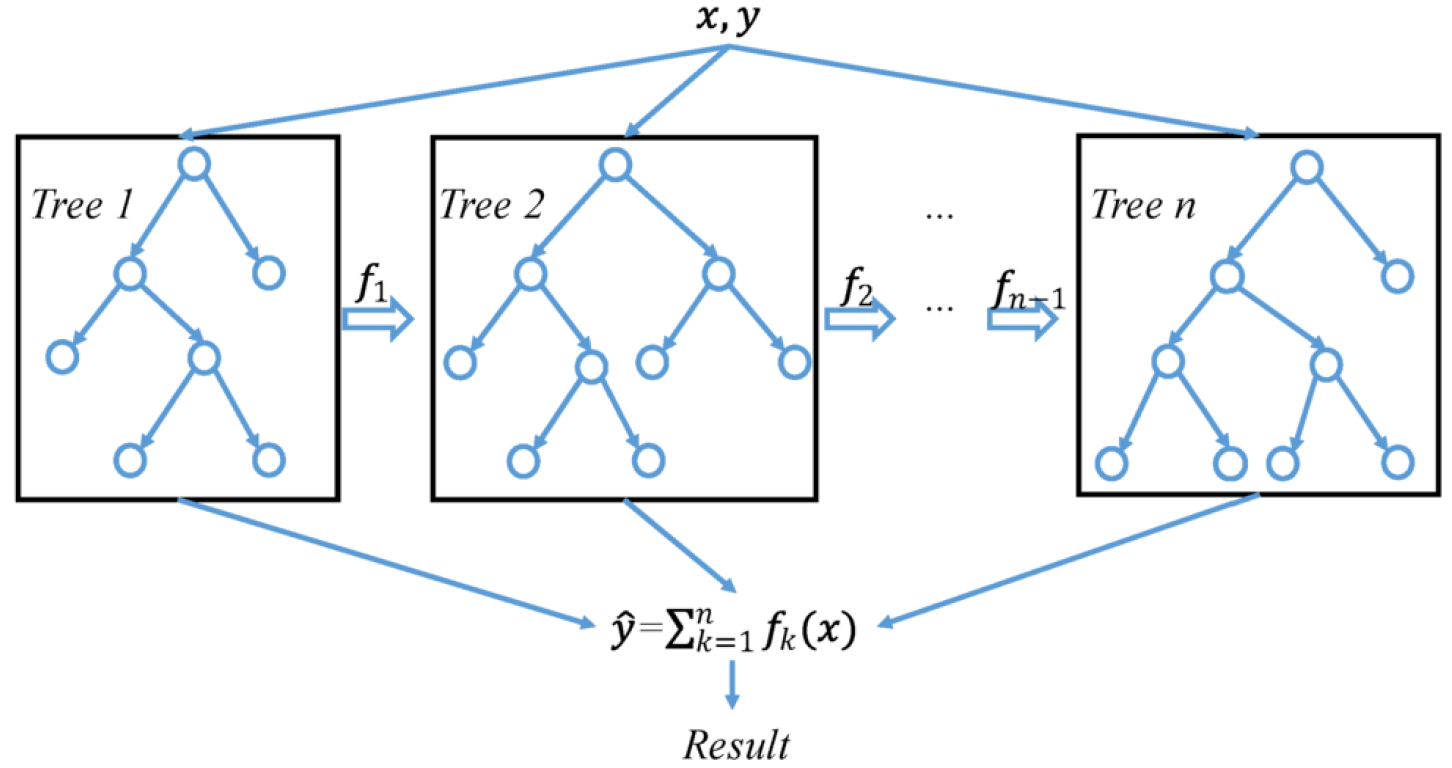 x, y
Tree 1
Tree 2
...
Tree n
f₁
f₂
...
fₙ₋₁
ŷ=∑ⁿₖ₌₁ fₖ(x)
Result